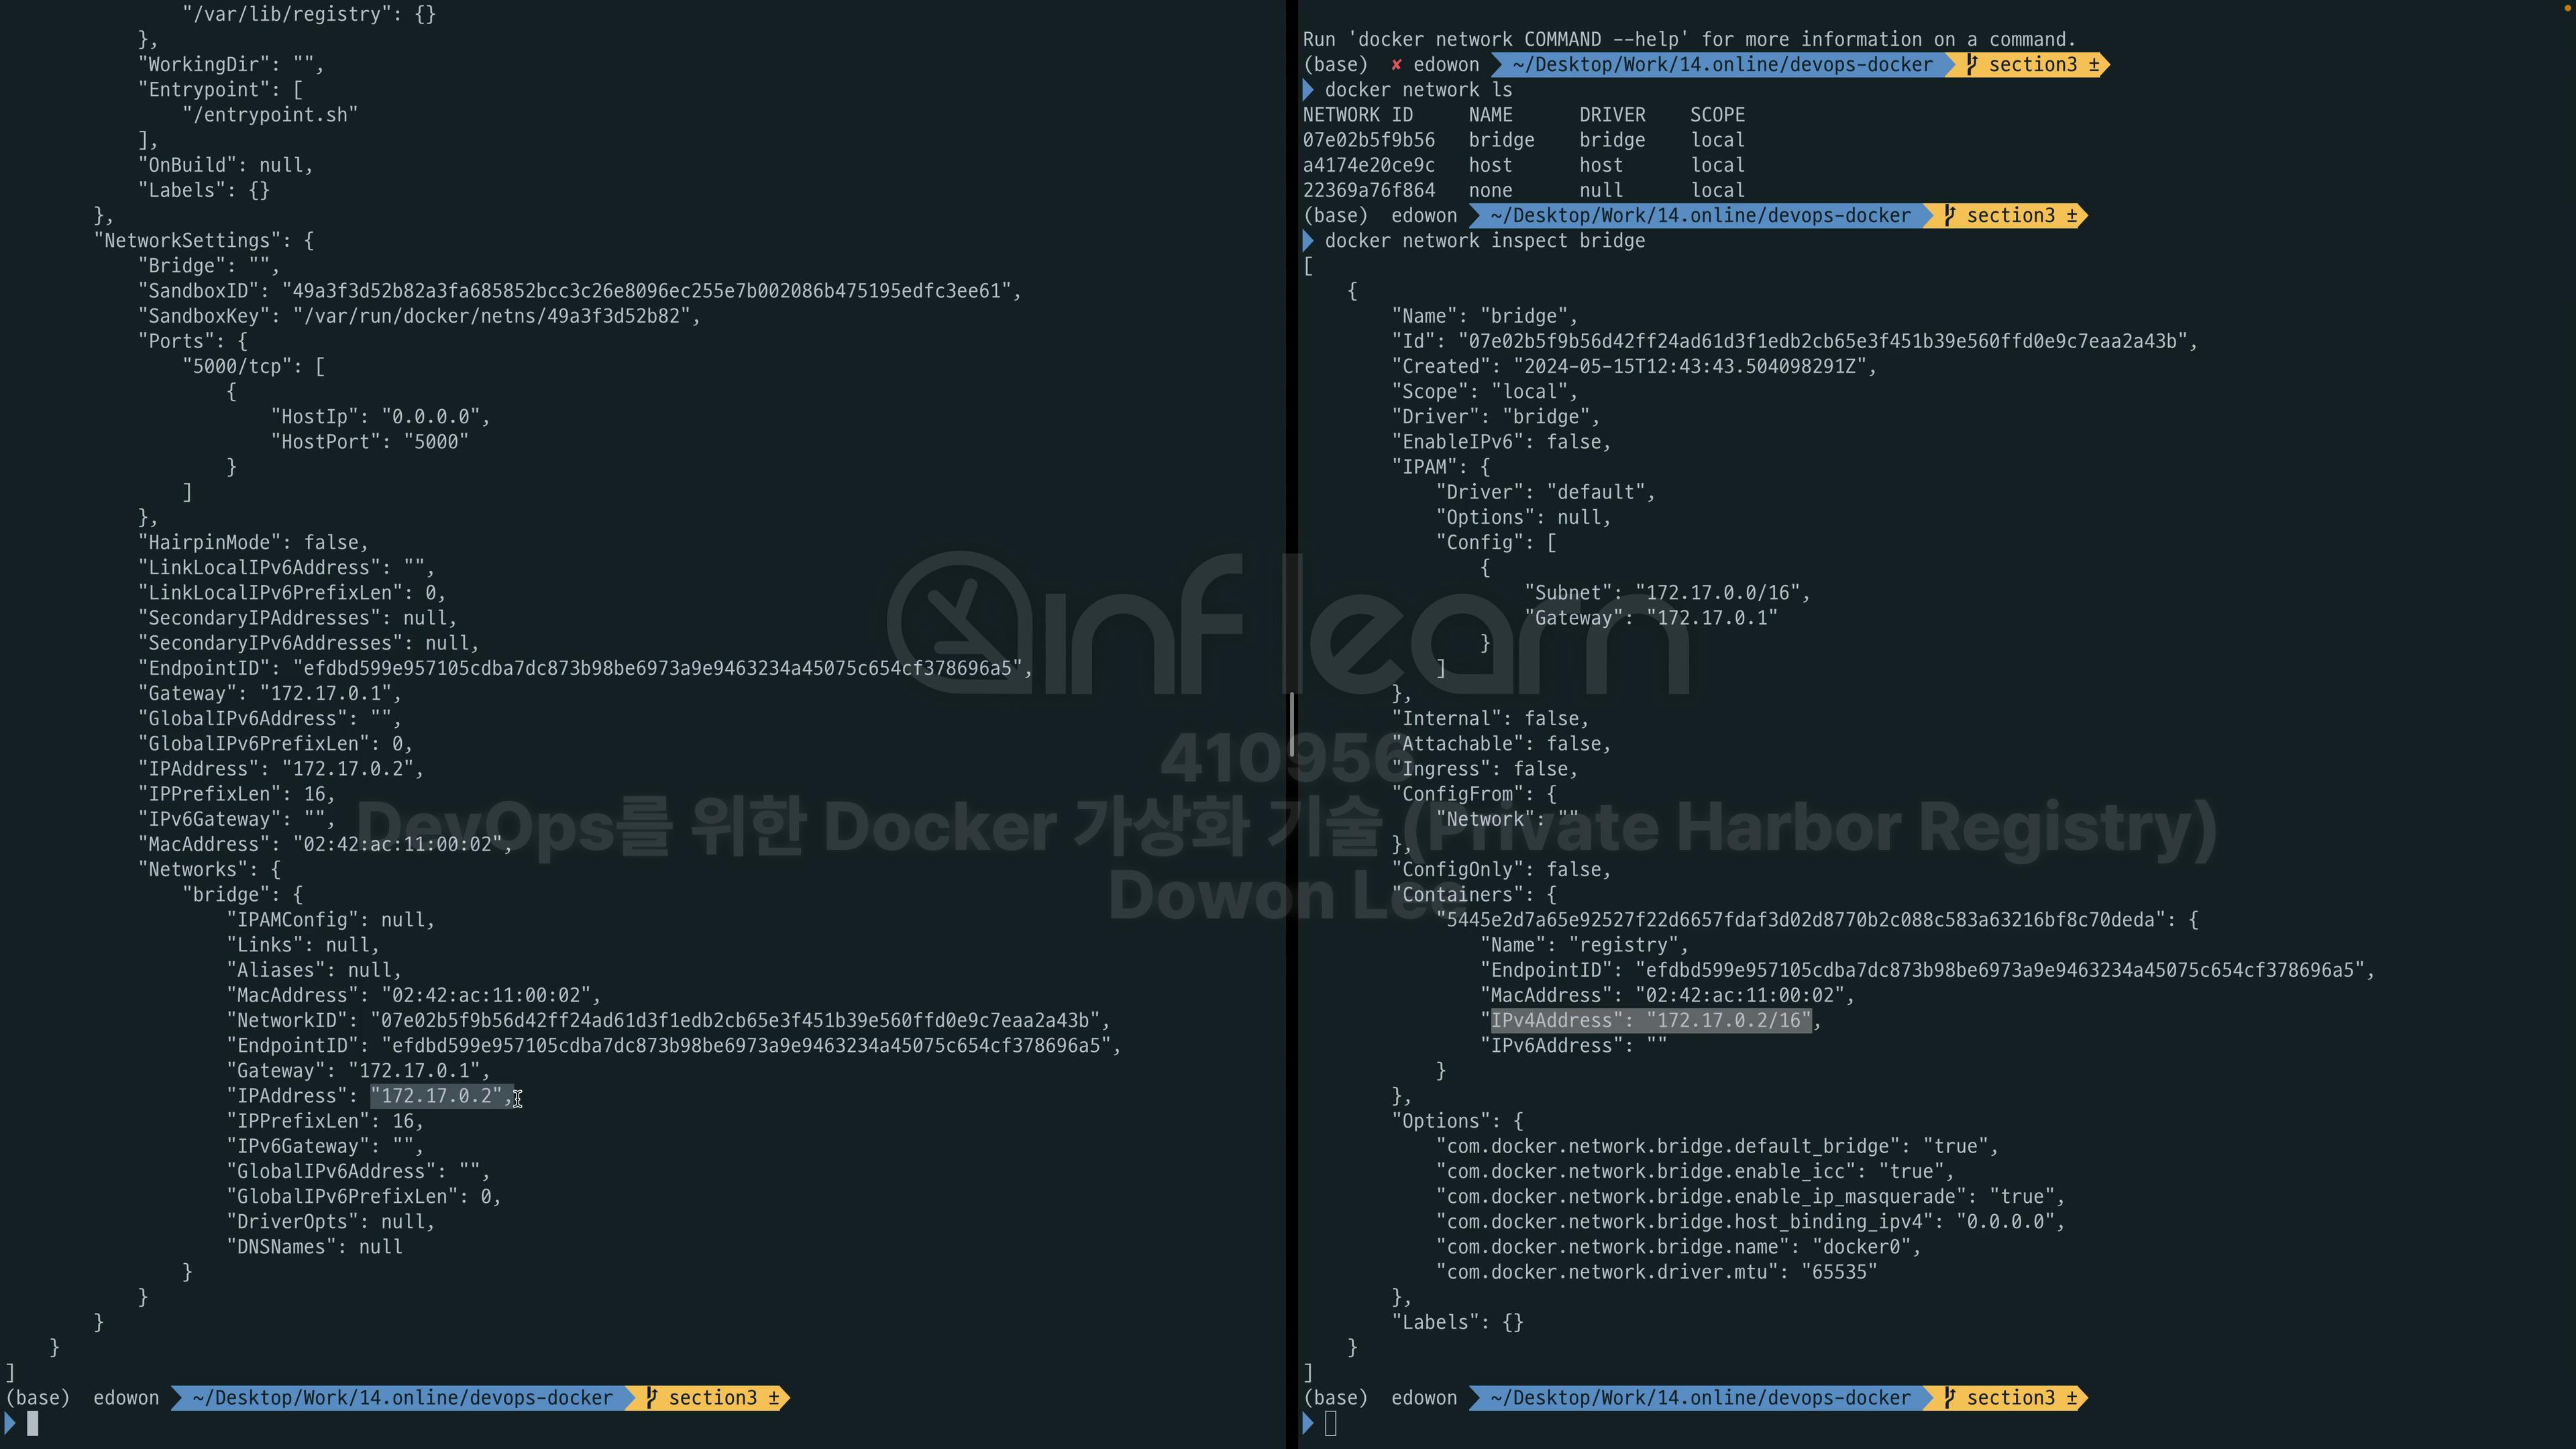 "/var/lib/registry": {}
},
"WorkingDir": "",
"Entrypoint": [
"/entrypoint.sh"
],
"OnBuild": null,
"Labels": {}
},
"NetworkSettings": {
"Bridge": "",
"SandboxID": "49a3f3d52b82a3fa685852bcc3c26e8096ec255e7b002086b475195edfc3ee61",
"SandboxKey": "/var/run/docker/netns/49a3f3d52b82",
"Ports": {
"5000/tcp": [
{
"HostIp": "0.0.0.0",
"HostPort": "5000"
}
]
},
"HairpinMode": false,
"LinkLocalIPv6Address": "",
"LinkLocalIPv6PrefixLen": 0,
"SecondaryIPAddresses": null,
"SecondaryIPv6Addresses": null,
"EndpointID": "efdbd599e957105cdba7dc873b98be6973a9e9463234a45075c654cf378696a5",
"Gateway": "172.17.0.1",
"GlobalIPv6Address": "",
"GlobalIPv6PrefixLen": 0,
"IPAddress": "172.17.0.2",
"IPPrefixLen": 16,
"IPv6Gateway": "",
"MacAddress": "02:42:ac:11:00:02",
"Networks": {
"bridge": {
"IPAMConfig": null,
"Links": null,
"Aliases": null,
"MacAddress": "02:42:ac:11:00:02",
"NetworkID": "07e02b5f9b56d42ff24ad61d3f1edb2cb65e3f451b39e560ffd0e9c7eaa2a43b",
"EndpointID": "efdbd599e957105cdba7dc873b98be6973a9e9463234a45075c654cf378696a5",
"Gateway": "172.17.0.1",
"IPAddress": "172.17.0.2",
"IPPrefixLen": 16,
"IPv6Gateway": "",
"GlobalIPv6Address": "",
"GlobalIPv6PrefixLen": 0,
"DriverOpts": null,
"DNSNames": null
}
}
}
}
]
(base) edowon ~/Desktop/Work/14.online/devops-docker section3 ±
Run 'docker network COMMAND --help' for more information on a command.
(base) ✘ edowon ~/Desktop/Work/14.online/devops-docker section3 ±
docker network ls
NETWORK ID NAME DRIVER SCOPE
07e02b5f9b56 bridge bridge local
a4174e20ce9c host host local
22369a76f864 none null local
(base) edowon ~/Desktop/Work/14.online/devops-docker section3 ±
docker network inspect bridge
[
{
"Name": "bridge",
"Id": "07e02b5f9b56d42ff24ad61d3f1edb2cb65e3f451b39e560ffd0e9c7eaa2a43b",
"Created": "2024-05-15T12:43:43.504098291Z",
"Scope": "local",
"Driver": "bridge",
"EnableIPv6": false,
"IPAM": {
"Driver": "default",
"Options": null,
"Config": [
{
"Subnet": "172.17.0.0/16",
"Gateway": "172.17.0.1"
}
]
},
"Internal": false,
"Attachable": false,
"Ingress": false,
"ConfigFrom": {
"Network": ""
},
"ConfigOnly": false,
"Containers": {
"5445e2d7a65e92527f22d6657fdaf3d02d8770b2c088c583a63216bf8c70deda": {
"Name": "registry",
"EndpointID": "efdbd599e957105cdba7dc873b98be6973a9e9463234a45075c654cf378696a5",
"MacAddress": "02:42:ac:11:00:02",
"IPv4Address": "172.17.0.2/16",
"IPv6Address": ""
}
},
"Options": {
"com.docker.network.bridge.default_bridge": "true",
"com.docker.network.bridge.enable_icc": "true",
"com.docker.network.bridge.enable_ip_masquerade": "true",
"com.docker.network.bridge.host_binding_ipv4": "0.0.0.0",
"com.docker.network.bridge.name": "docker0",
"com.docker.network.driver.mtu": "65535"
},
"Labels": {}
}
]
(base) edowon ~/Desktop/Work/14.online/devops-docker section3 ±
inflearn
410956
DevOps를 위한 Docker 가상화 기술 (Private Harbor Registry)
Dowon Lee